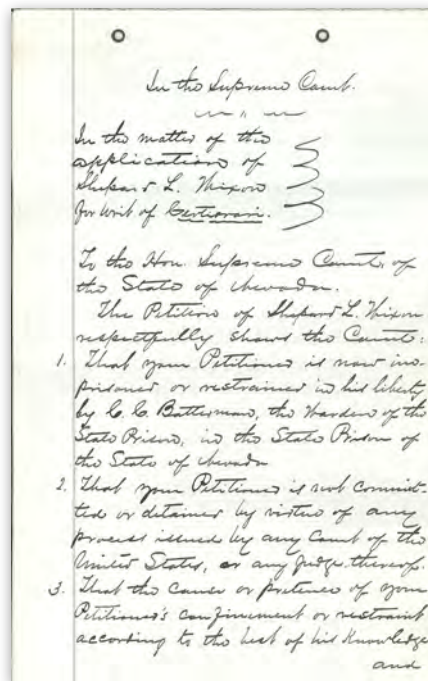 In the Supreme Court.
In the matter of the
application of
Shepard L. Nixon
for writ of Certiorari.
To the Hon. Supreme Court, of
the State of Nevada.
The Petition of Shepard L. Nixon
respectfully shows the Court:
1. That your Petitioner is now im-
prisoned or restrained in his liberty
by C. C. Batterman, the Warden of the
State Prison, in the State Prison of
the State of Nevada
2. That your Petitioner is not commit-
ted or detained by virtue of any
process issued by any Court of the
United States, or any Judge thereof.
3. That the cause or pretence of your
Petitioner's confinement or restraint
according to the best of his Knowledge
and